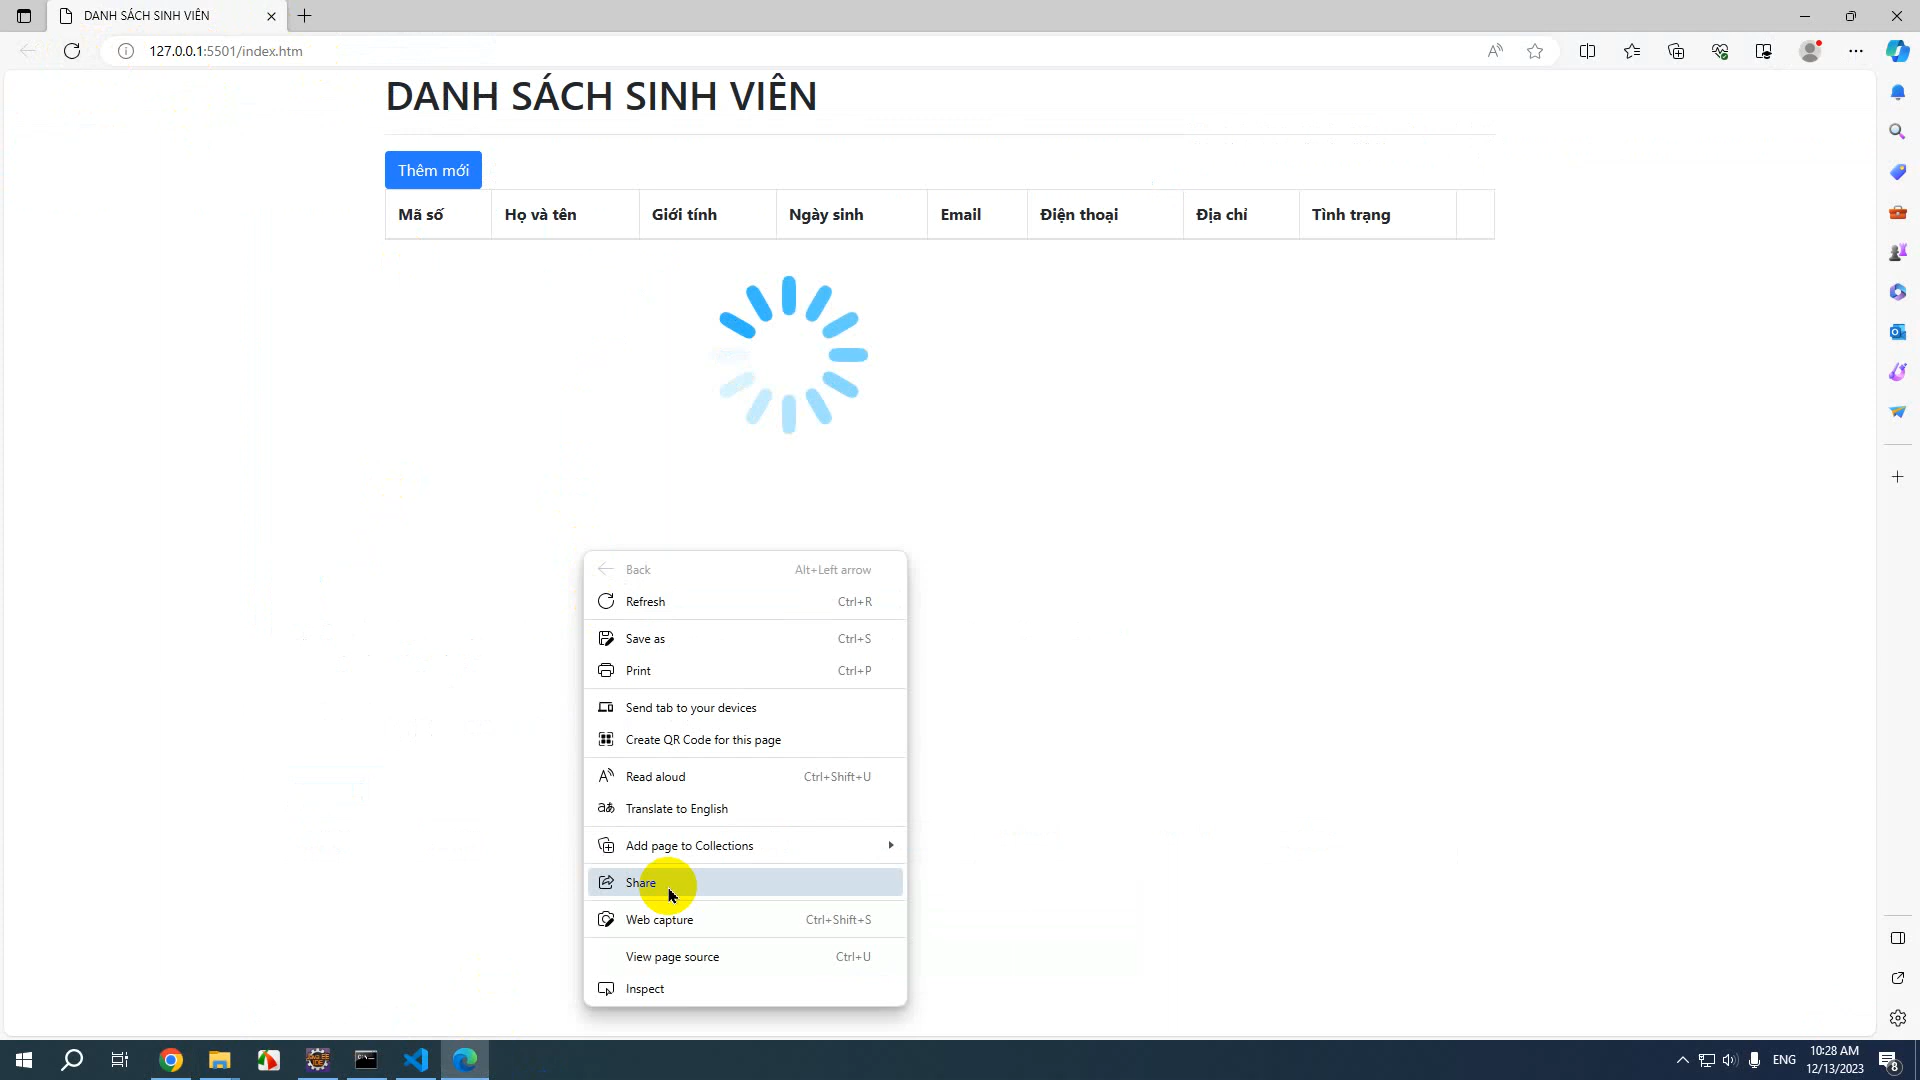 DANH SÁCH SINH VIÊN
127.0.0.1:5501/index.htm
DANH SÁCH SINH VIÊN
Thêm mới
Mã số Họ và tên Giới tính Ngày sinh Email Điện thoại Địa chỉ Tình trạng
Back Alt+Left arrow
Refresh Ctrl+R
Save as Ctrl+S
Print Ctrl+P
Send tab to your devices
Create QR Code for this page
Read aloud Ctrl+Shift+U
Translate to English
Add page to Collections
Share
Web capture Ctrl+Shift+S
View page source Ctrl+U
Inspect
ENG
10:28 AM
12/13/2023
8